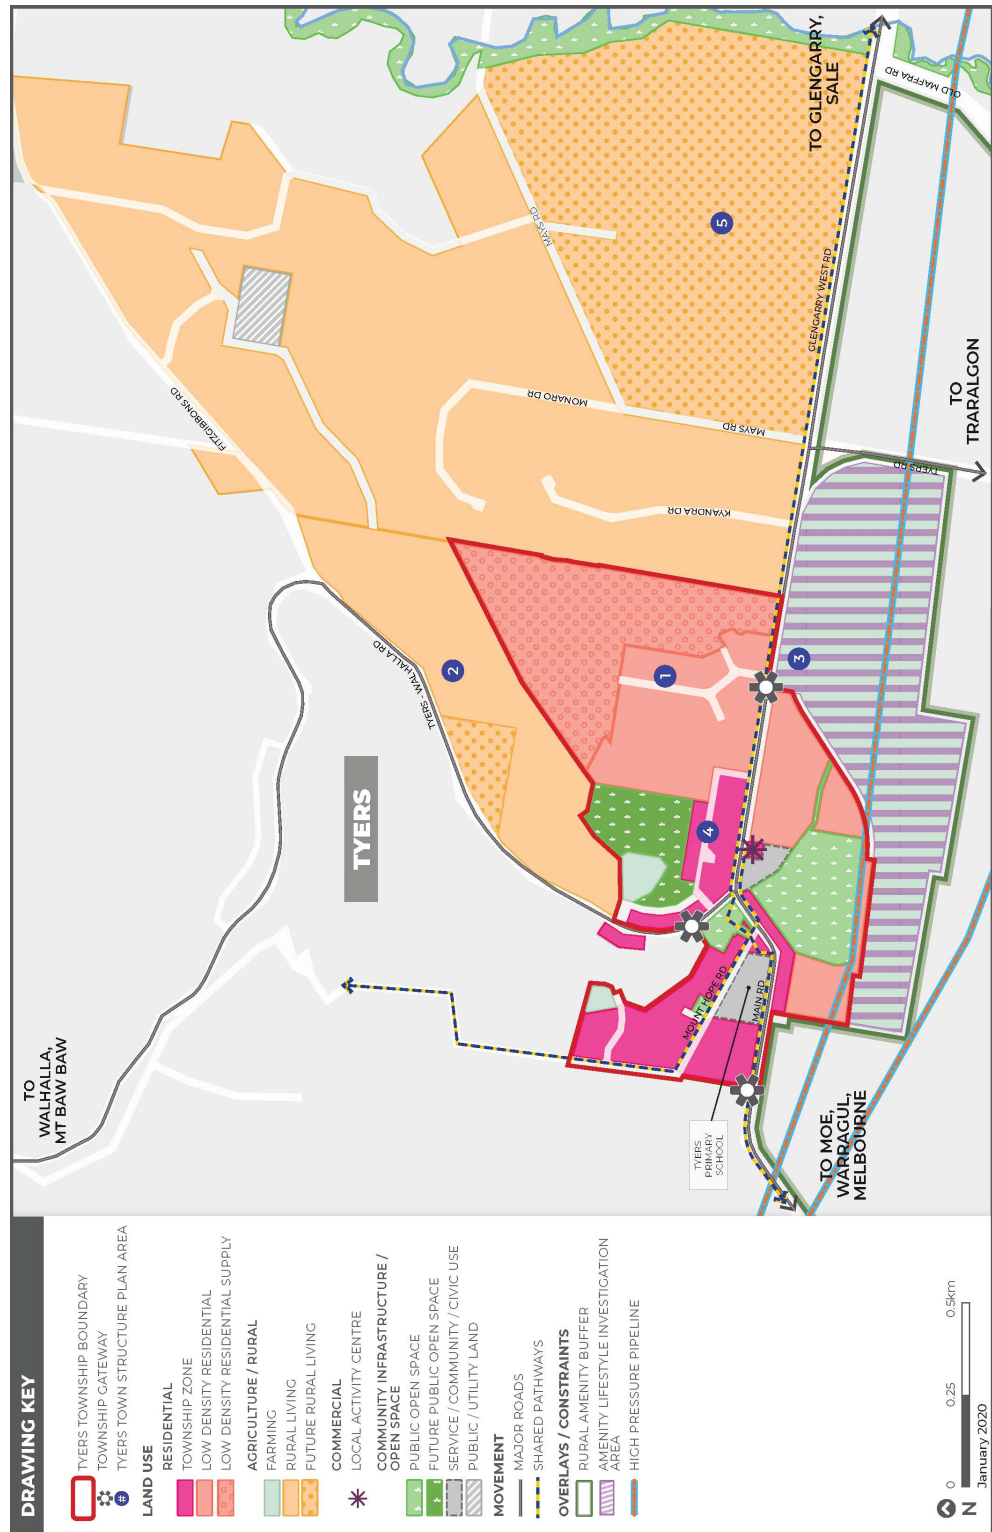 DRAWING KEY
TYERS TOWNSHIP BOUNDARY
TOWNSHIP GATEWAY
#
TYERS TOWN STRUCTURE PLAN AREA
LAND USE
RESIDENTIAL
TOWNSHIP ZONE
LOW DENSITY RESIDENTIAL
LOW DENSITY RESIDENTIAL SUPPLY
AGRICULTURE / RURAL
FARMING
RURAL LIVING
FUTURE RURAL LIVING
COMMERCIAL
LOCAL ACTIVITY CENTRE
COMMUNITY INFRASTRUCTURE /
OPEN SPACE
PUBLIC OPEN SPACE
FUTURE PUBLIC OPEN SPACE
SERVICE / COMMUNITY / CIVIC USE
PUBLIC / UTILITY LAND
MOVEMENT
MAJOR ROADS
SHARED PATHWAYS
OVERLAYS / CONSTRAINTS
RURAL AMENITY BUFFER
AMENITY LIFESTYLE INVESTIGATION
AREA
HIGH PRESSURE PIPELINE
N
0
0.25
0.5km
January 2020
TO
WALHALLA,
MT BAW BAW
TYERS
TYERS - WALHALLA RD
FITZGIBBONS RD
MAYS RD
MONARO DR
MAYS RD
KYANDRA DR
GLENGARRY WEST RD
TO GLENGARRY,
SALE
OLD MAFFRA RD
TO
TRARALGON
TYERS RD
MOUNT HOPE RD
MAIN RD
TYERS
PRIMARY
SCHOOL
TO MOE,
WARRAGUL,
MELBOURNE
1
2
3
4
5